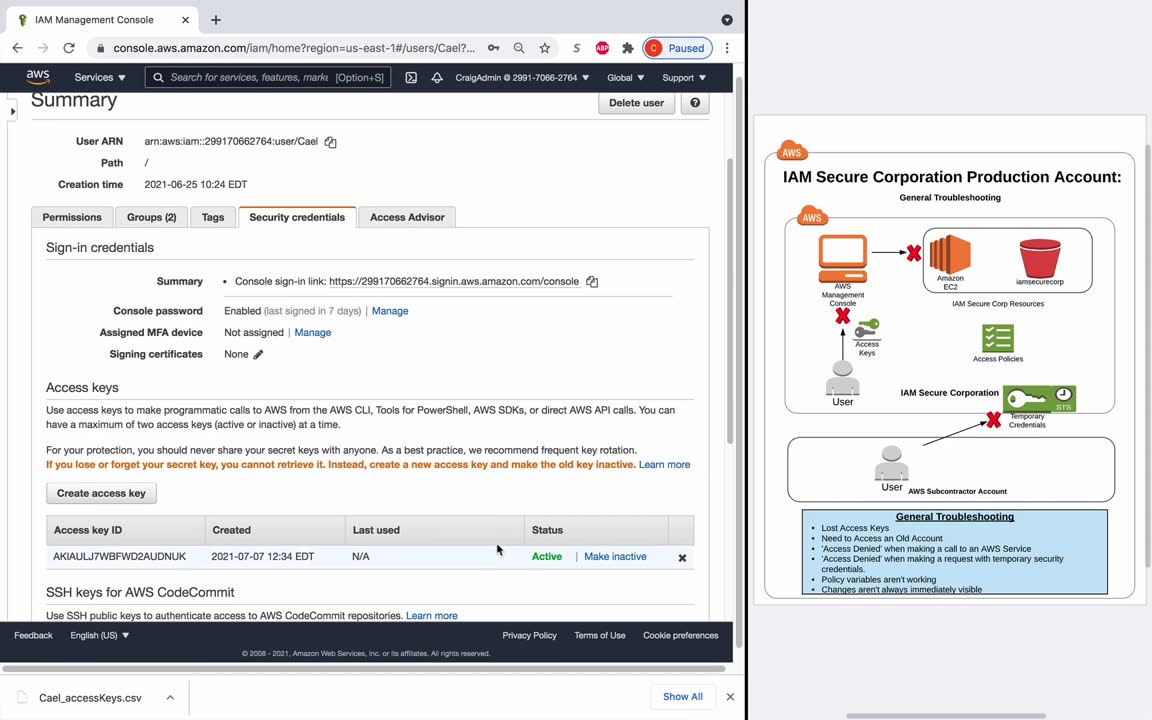 IAM Management Console
console.aws.amazon.com/iam/home?region=us-east-1#/users/Cael?...
S
ABP
C
Paused
aws
Services
Search for services, features, marke
[Option+S]
CraigAdmin @ 2991-7066-2764
Global
Support
Summary
Delete user
?
User ARN
arn:aws:iam::299170662764:user/Cael
Path
/
Creation time
2021-06-25 10:24 EDT
Permissions
Groups (2)
Tags
Security credentials
Access Advisor
Sign-in credentials
Summary
• Console sign-in link: https://299170662764.signin.aws.amazon.com/console
Console password
Enabled (last signed in 7 days) | Manage
Assigned MFA device
Not assigned | Manage
Signing certificates
None
Access keys
Use access keys to make programmatic calls to AWS from the AWS CLI, Tools for PowerShell, AWS SDKs, or direct AWS API calls. You can
have a maximum of two access keys (active or inactive) at a time.
For your protection, you should never share your secret keys with anyone. As a best practice, we recommend frequent key rotation.
If you lose or forget your secret key, you cannot retrieve it. Instead, create a new access key and make the old key inactive. Learn more
Create access key
Access key ID
Created
Last used
Status
AKIAULJ7WBFWD2AUDNUK
2021-07-07 12:34 EDT
N/A
Active | Make inactive
SSH keys for AWS CodeCommit
Use SSH public keys to authenticate access to AWS CodeCommit repositories. Learn more
Feedback
English (US)
Privacy Policy
Terms of Use
Cookie preferences
© 2008 - 2021, Amazon Web Services, Inc. or its affiliates. All rights reserved.
Cael_accessKeys.csv
Show All
AWS
IAM Secure Corporation Production Account:
General Troubleshooting
AWS
AWS
Management
Console
Amazon
EC2
iamsecurecorp
IAM Secure Corp Resources
Access
Keys
Access Policies
User
IAM Secure Corporation
STS
Temporary
Credentials
User
AWS Subcontractor Account
General Troubleshooting
• Lost Access Keys
• Need to Access an Old Account
• 'Access Denied' when making a call to an AWS Service
• 'Access Denied' when making a request with temporary security
credentials.
• Policy variables aren't working
• Changes aren't always immediately visible